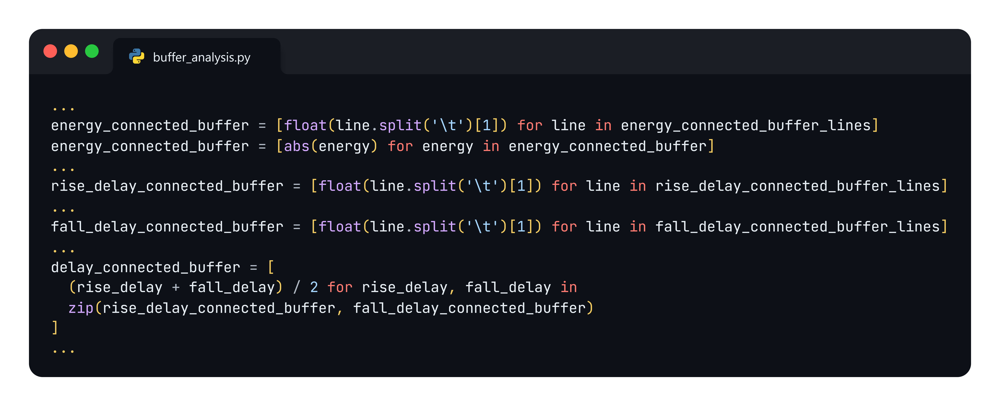 buffer_analysis.py
...
energy_connected_buffer = [float(line.split('\t')[1]) for line in energy_connected_buffer_lines]
energy_connected_buffer = [abs(energy) for energy in energy_connected_buffer]
...
rise_delay_connected_buffer = [float(line.split('\t')[1]) for line in rise_delay_connected_buffer_lines]
...
fall_delay_connected_buffer = [float(line.split('\t')[1]) for line in fall_delay_connected_buffer_lines]
...
delay_connected_buffer = [
  (rise_delay + fall_delay) / 2 for rise_delay, fall_delay in
  zip(rise_delay_connected_buffer, fall_delay_connected_buffer)
]
...